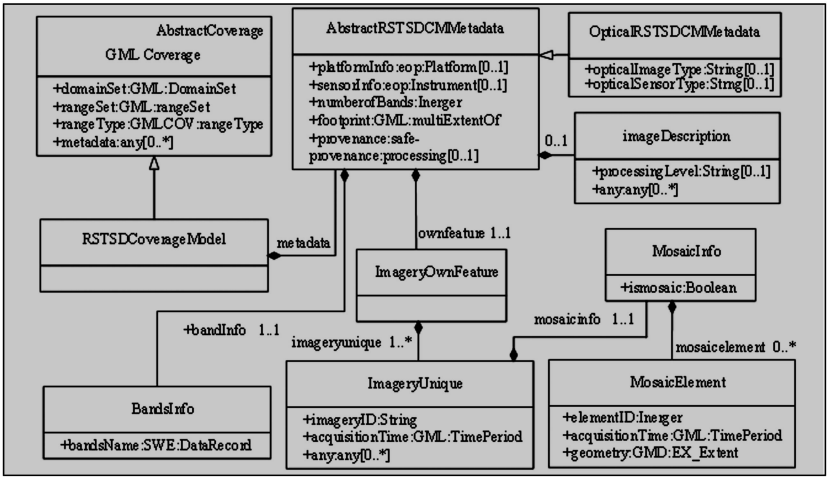 AbstractCoverage
GML Coverage
+domainSet:GML:DomainSet
+rangeSet:GML:rangeSet
+rangeType:GMLCOV:rangeType
+metadata:any[0..*]
AbstractRSTSDCMMetadata
+platformInfo:eop:Platform[0..1]
+sensorInfo:eop:Instrument[0..1]
+numberofBands:Inerger
+footprint:GML:multiExtentOf
+provenance:safe-
provenance:processing[0..1]
OpticalRSTSDCMMetadata
+opticalImageType:String[0..1]
+opticalSensorType:Strng[0..1]
0..1
imageDescription
+processingLevel:String[0..1]
+any:any[0..*]
RSTSDCoverageModel
metadata
ownfeature 1..1
ImageryOwnFeature
MosaicInfo
+ismosaic:Boolean
+bandInfo 1..1
imageryunique 1..*
mosaicinfo 1..1
mosaicelement 0..*
BandsInfo
+bandsName:SWE:DataRecord
ImageryUnique
+imageryID:String
+acquisitionTime:GML:TimePeriod
+any:any[0..*]
MosaicElement
+elementID:Inerger
+acquisitionTime:GML:TimePeriod
+geometry:GMD:EX_Extent